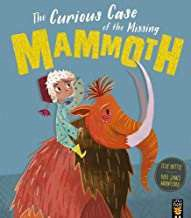 The Curious Case
of the Missing
MAMMOTH